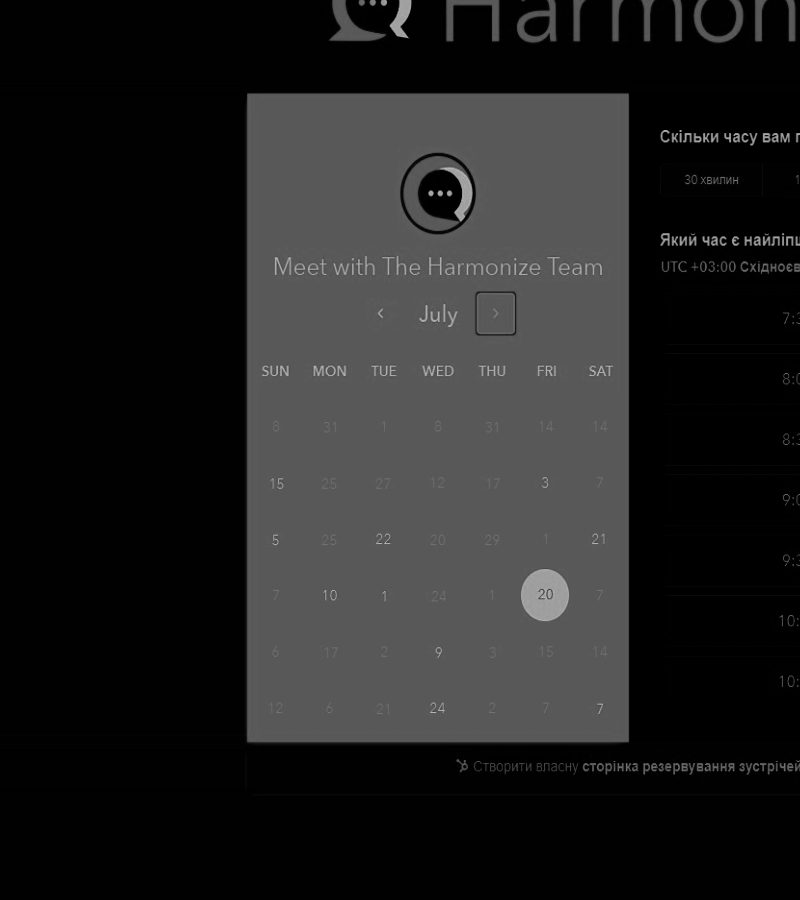 Harmon
Meet with The Harmonize Team
July
SUN MON TUE WED THU FRI SAT
8 31 1 8 31 14 14
15 25 27 12 17 3 7
5 25 22 20 29 1 21
7 10 1 24 1 20 7
6 17 2 9 3 15 14
12 6 21 24 2 7 7
Скільки часу вам
30 хвилин 1
Який час є найліпш
UTC +03:00 Східноєв
7:3
8:0
8:3
9:0
9:3
10:
10:
Створити власну сторінка резервування зустрічей